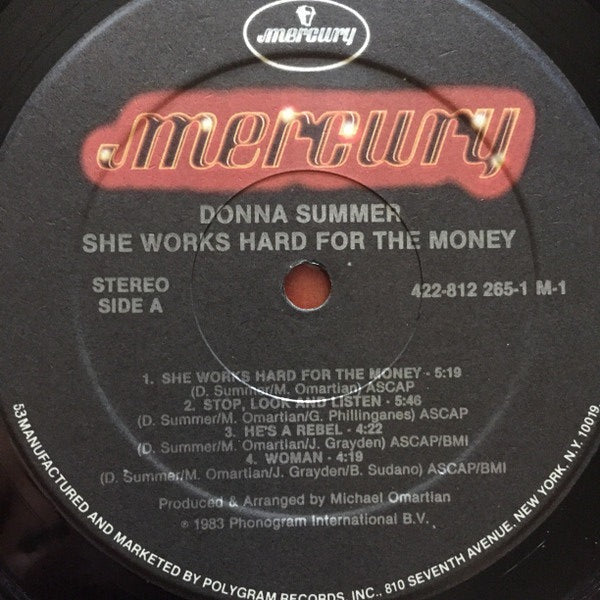 mercury
mercury
DONNA SUMMER
SHE WORKS HARD FOR THE MONEY
STEREO
SIDE A
422-812 265-1 M-1
1. SHE WORKS HARD FOR THE MONEY - 5:19
(D. Summer/M. Omartian) ASCAP
2. STOP, LOOK AND LISTEN - 5:46
(D. Summer/M. Omartian/G. Phillinganes) ASCAP
3. HE'S A REBEL - 4:22
(D. Summer/M. Omartian/J. Grayden) ASCAP/BMI
4. WOMAN - 4:19
(D. Summer/M. Omartian/J. Grayden/B. Sudano) ASCAP/BMI
Produced & Arranged by Michael Omartian
℗ 1983 Phonogram International B.V.
53 MANUFACTURED AND MARKETED BY POLYGRAM RECORDS, INC., 810 SEVENTH AVENUE, NEW YORK, N.Y. 10019